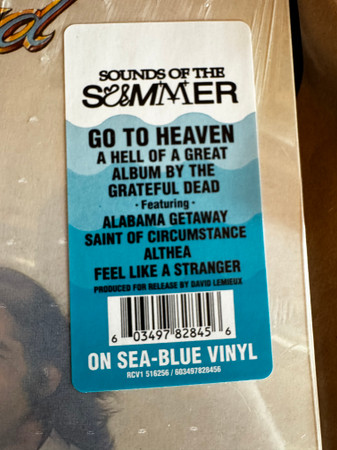 SOUNDS OF THE
SUMMER
GO TO HEAVEN
A HELL OF A GREAT
ALBUM BY THE
GRATEFUL DEAD
· Featuring ·
ALABAMA GETAWAY
SAINT OF CIRCUMSTANCE
ALTHEA
FEEL LIKE A STRANGER
PRODUCED FOR RELEASE BY DAVID LEMIEUX
6 03497 82845 6
ON SEA-BLUE VINYL
RCV1 516256 / 603497828456